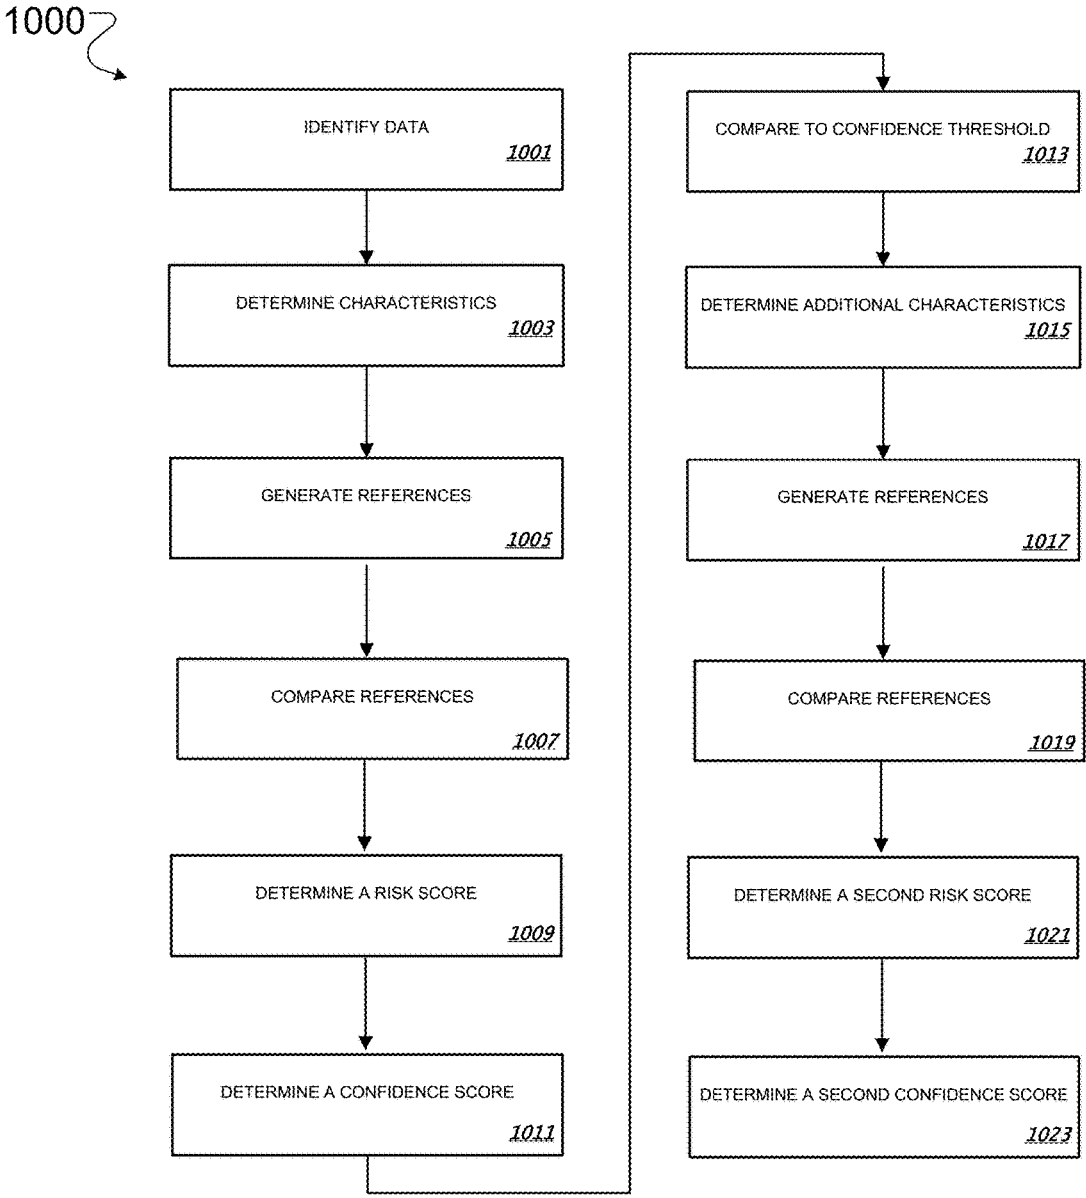 1000
IDENTIFY DATA
1001
DETERMINE CHARACTERISTICS
1003
GENERATE REFERENCES
1005
COMPARE REFERENCES
1007
DETERMINE A RISK SCORE
1009
DETERMINE A CONFIDENCE SCORE
1011
COMPARE TO CONFIDENCE THRESHOLD
1013
DETERMINE ADDITIONAL CHARACTERISTICS
1015
GENERATE REFERENCES
1017
COMPARE REFERENCES
1019
DETERMINE A SECOND RISK SCORE
1021
DETERMINE A SECOND CONFIDENCE SCORE
1023